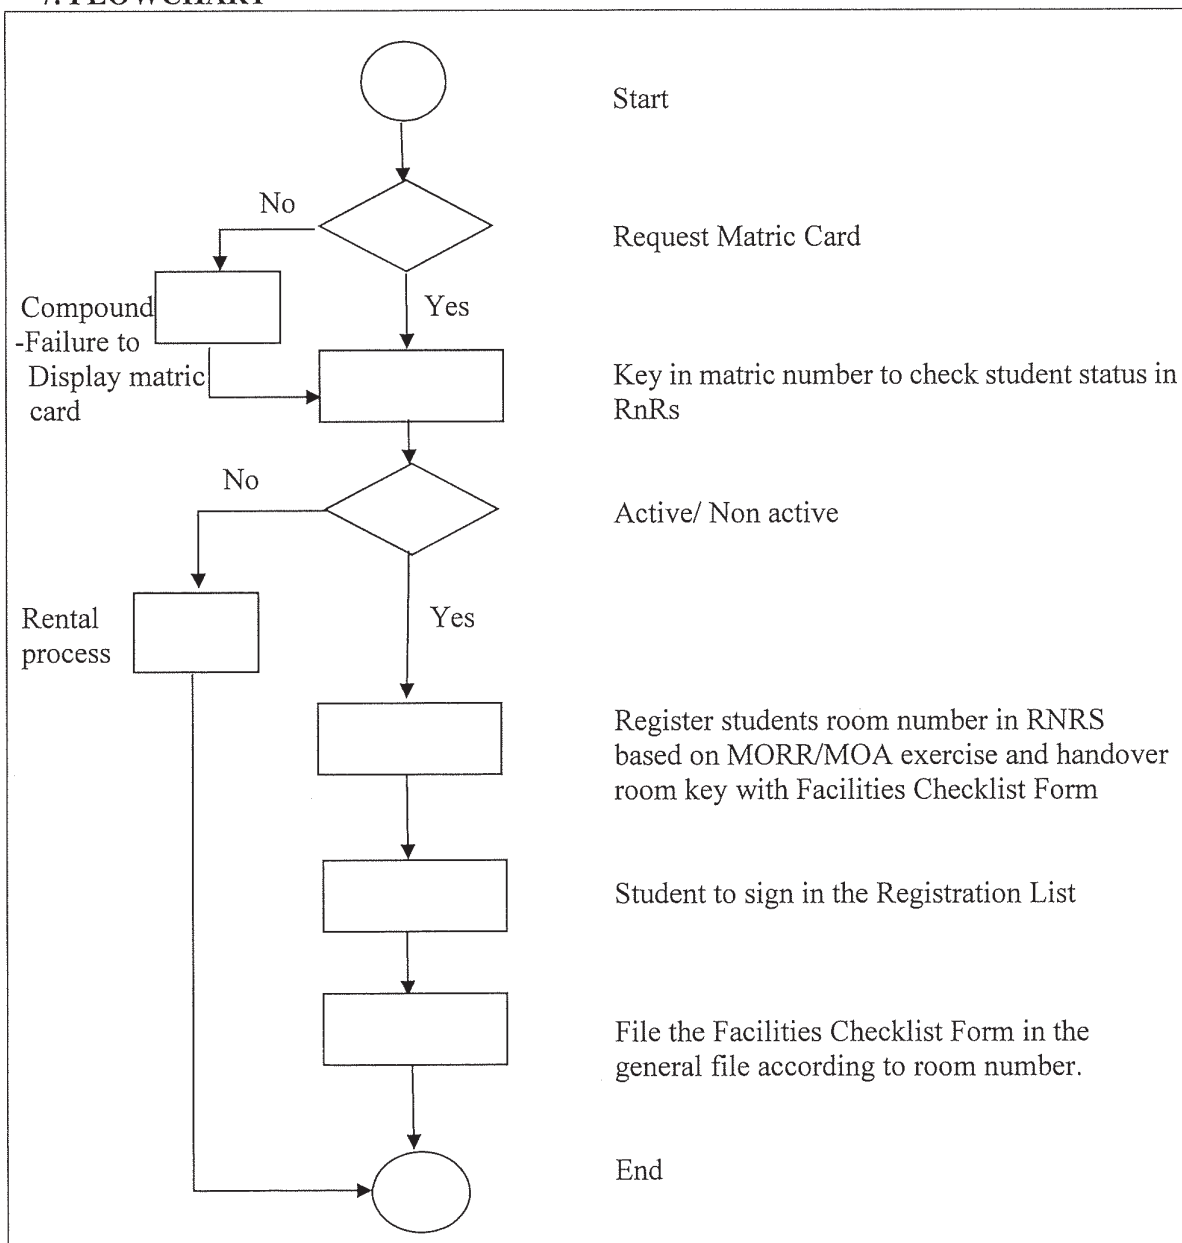 7. FLOWCHART
Start
No
Request Matric Card
Yes
Compound
-Failure to
Display matric
card
Key in matric number to check student status in
RnRs
No
Active/ Non active
Rental
process
Yes
Register students room number in RNRS
based on MORR/MOA exercise and handover
room key with Facilities Checklist Form
Student to sign in the Registration List
File the Facilities Checklist Form in the
general file according to room number.
End